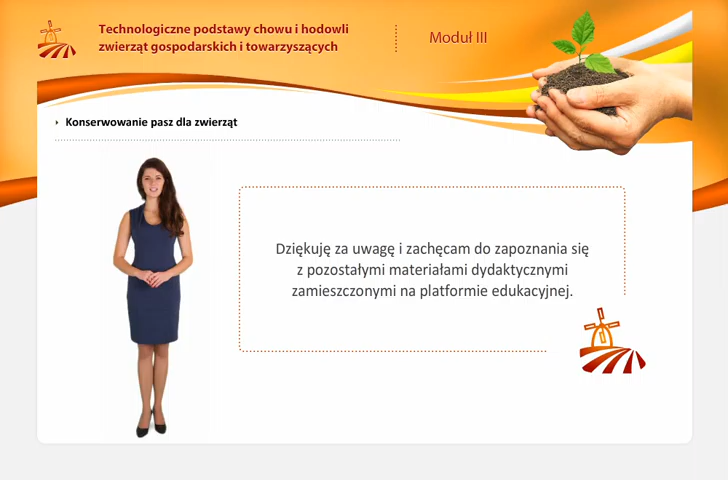 Technologiczne podstawy chowu i hodowli
zwierząt gospodarskich i towarzyszących
Moduł III
Konserwowanie pasz dla zwierząt
Dziękuję za uwagę i zachęcam do zapoznania się
z pozostałymi materiałami dydaktycznymi
zamieszczonymi na platformie edukacyjnej.